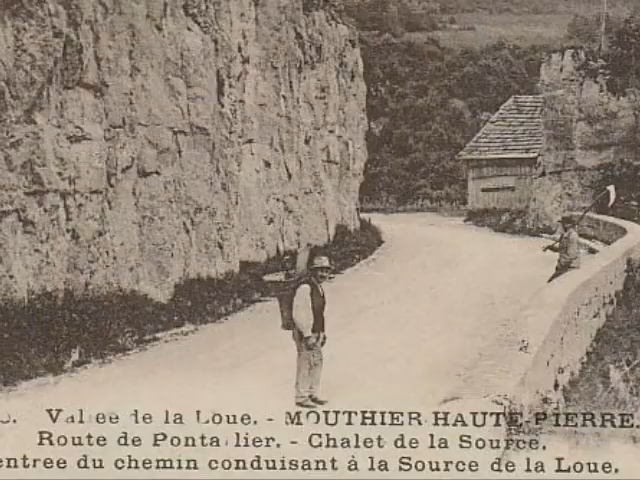 Vallee de la Loue. - MOUTHIER HAUTE-PIERRE.
Route de Pontarlier. - Chalet de la Source.
entree du chemin conduisant à la Source de la Loue.